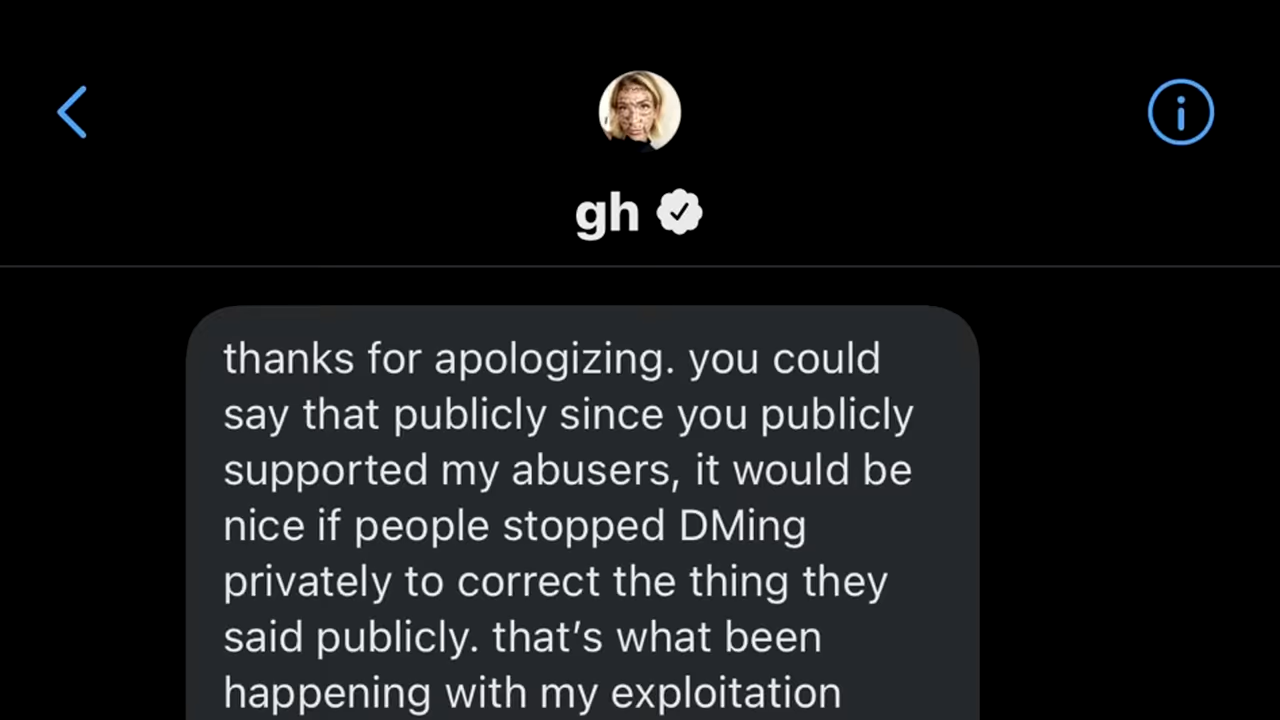 gh
thanks for apologizing. you could
say that publicly since you publicly
supported my abusers, it would be
nice if people stopped DMing
privately to correct the thing they
said publicly. that’s what been
happening with my exploitation